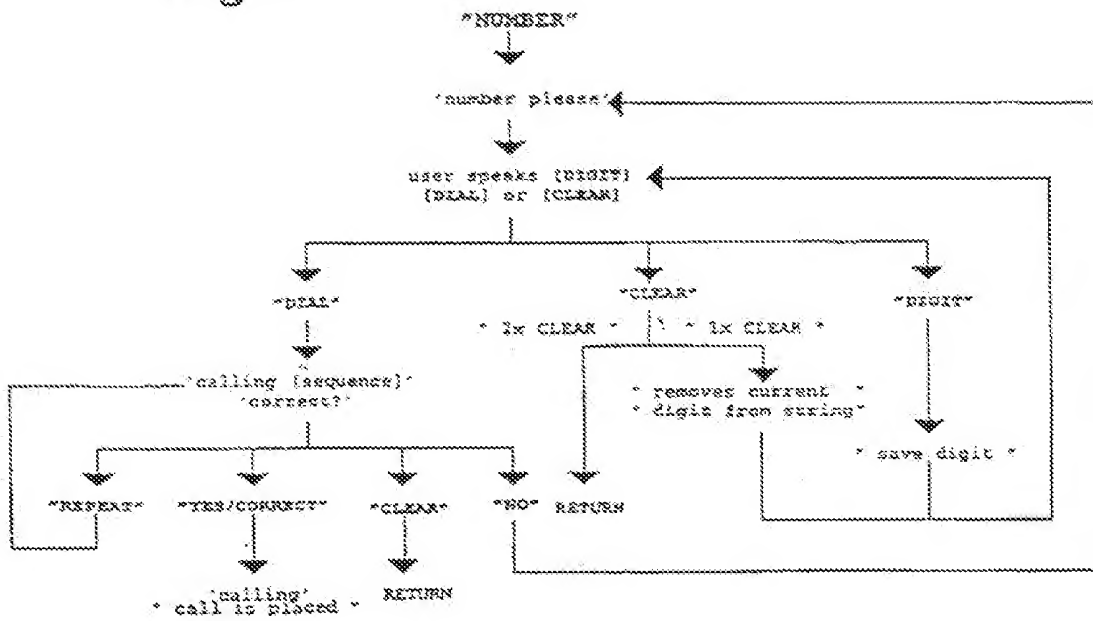 "NUMBER"
'number please'
user speaks [DIGIT]
[DIAL] or [CLEAR]
"DIAL"
"CLEAR"
"DIGIT"
* 2x CLEAR *
* 1x CLEAR *
'calling [sequence]'
'correct?'
* removes current *
* digit from string*
* save digit *
"REPEAT"
"YES/CORRECT"
"CLEAR"
"NO"
RETURN
'calling'
* call is placed *
RETURN